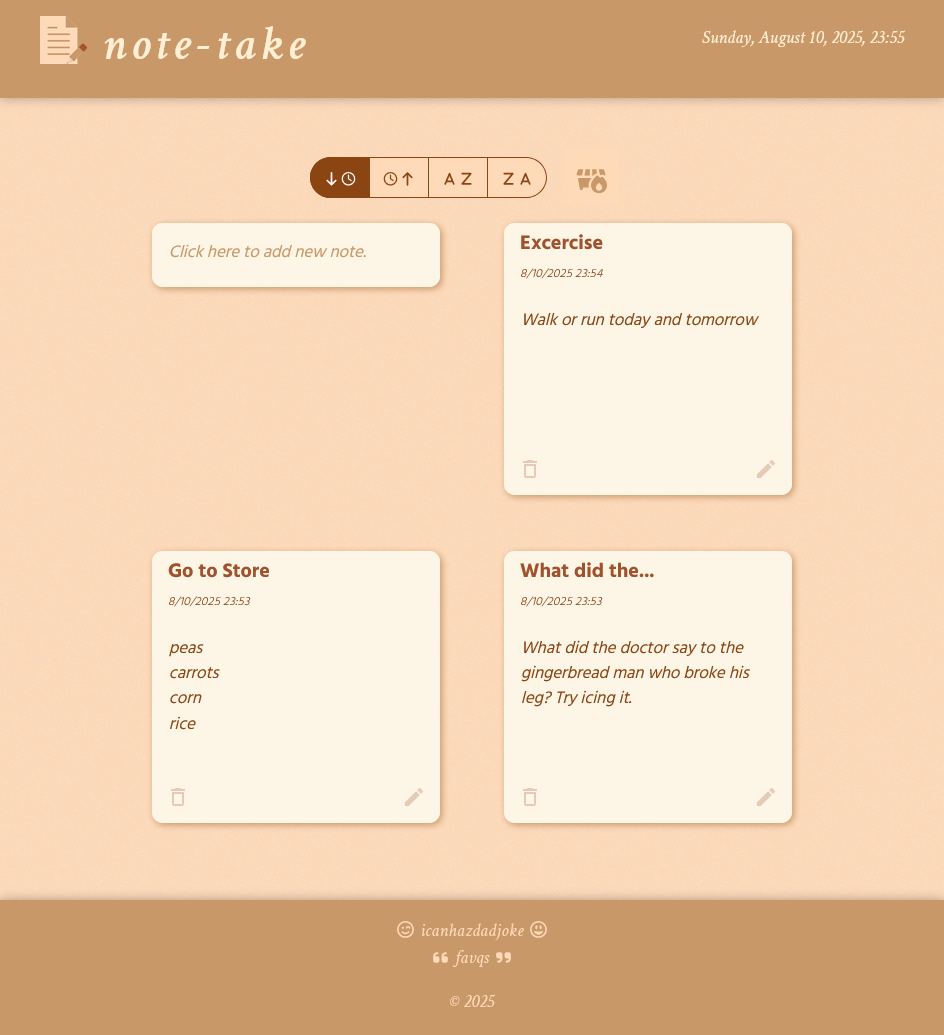 note-take
Sunday, August 10, 2025, 23:55
A Z
Z A
Click here to add new note.
Excercise
8/10/2025 23:54
Walk or run today and tomorrow
Go to Store
8/10/2025 23:53
peas
carrots
corn
rice
What did the...
8/10/2025 23:53
What did the doctor say to the
gingerbread man who broke his
leg? Try icing it.
icanhazdadjoke
❝ favqs ❞
© 2025